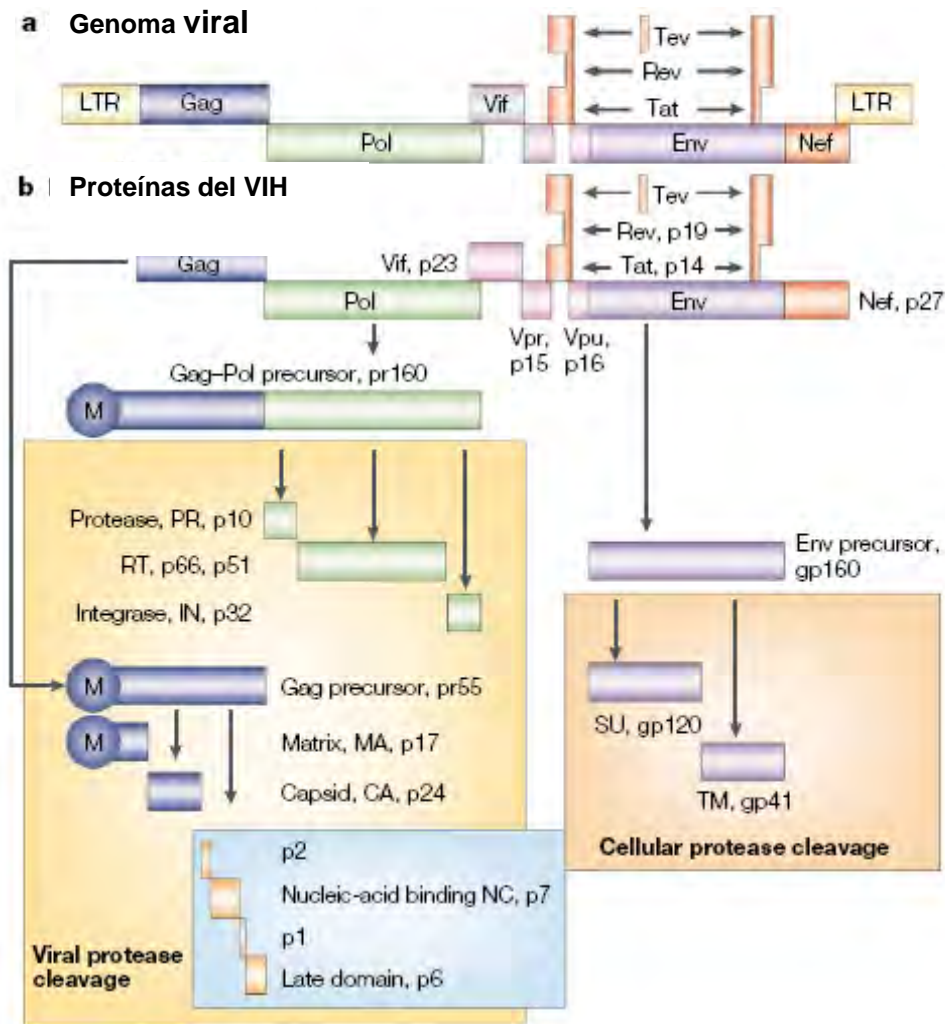 a Genoma viral
Tev
Rev
LTR Gag Vif Tat LTR
Pol Env Nef
b Proteínas del VIH
Tev
Rev, p19
Gag Vif, p23 Tat, p14
Pol Env Nef, p27
Vpr, Vpu,
p15 p16
Gag–Pol precursor, pr160
M
Protease, PR, p10
RT, p66, p51
Integrase, IN, p32
Env precursor,
gp160
M Gag precursor, pr55
M Matrix, MA, p17
Capsid, CA, p24
SU, gp120
TM, gp41
Cellular protease cleavage
p2
Nucleic-acid binding NC, p7
p1
Late domain, p6
Viral protease
cleavage